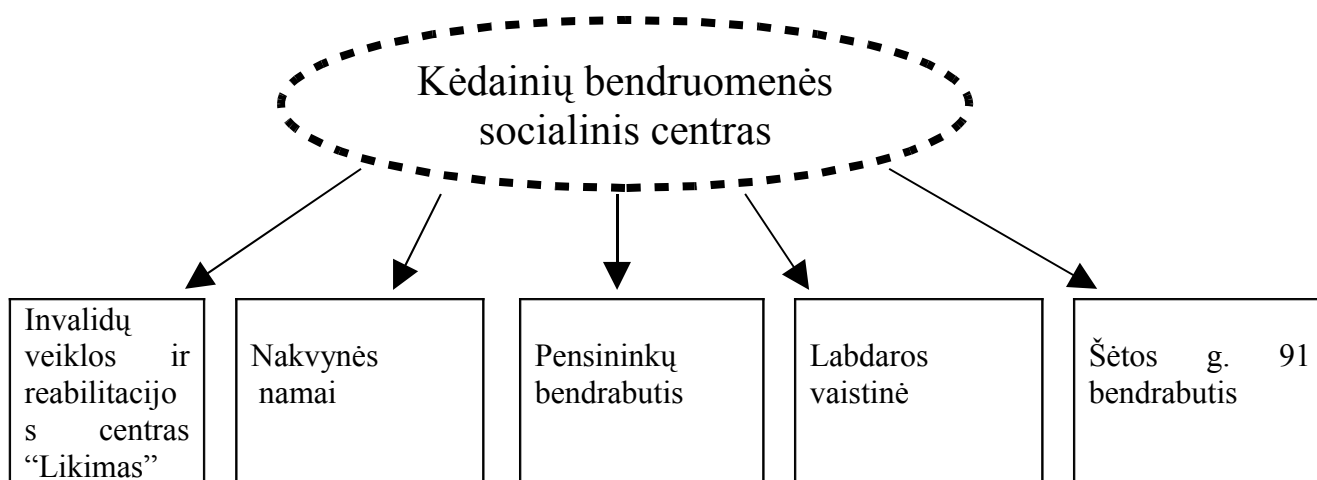 Kėdainių bendruomenės
socialinis centras
Invalidų
veiklos ir
reabilitacijo
s centras
“Likimas”
Nakvynės
namai
Pensininkų
bendrabutis
Labdaros
vaistinė
Šėtos g. 91
bendrabutis